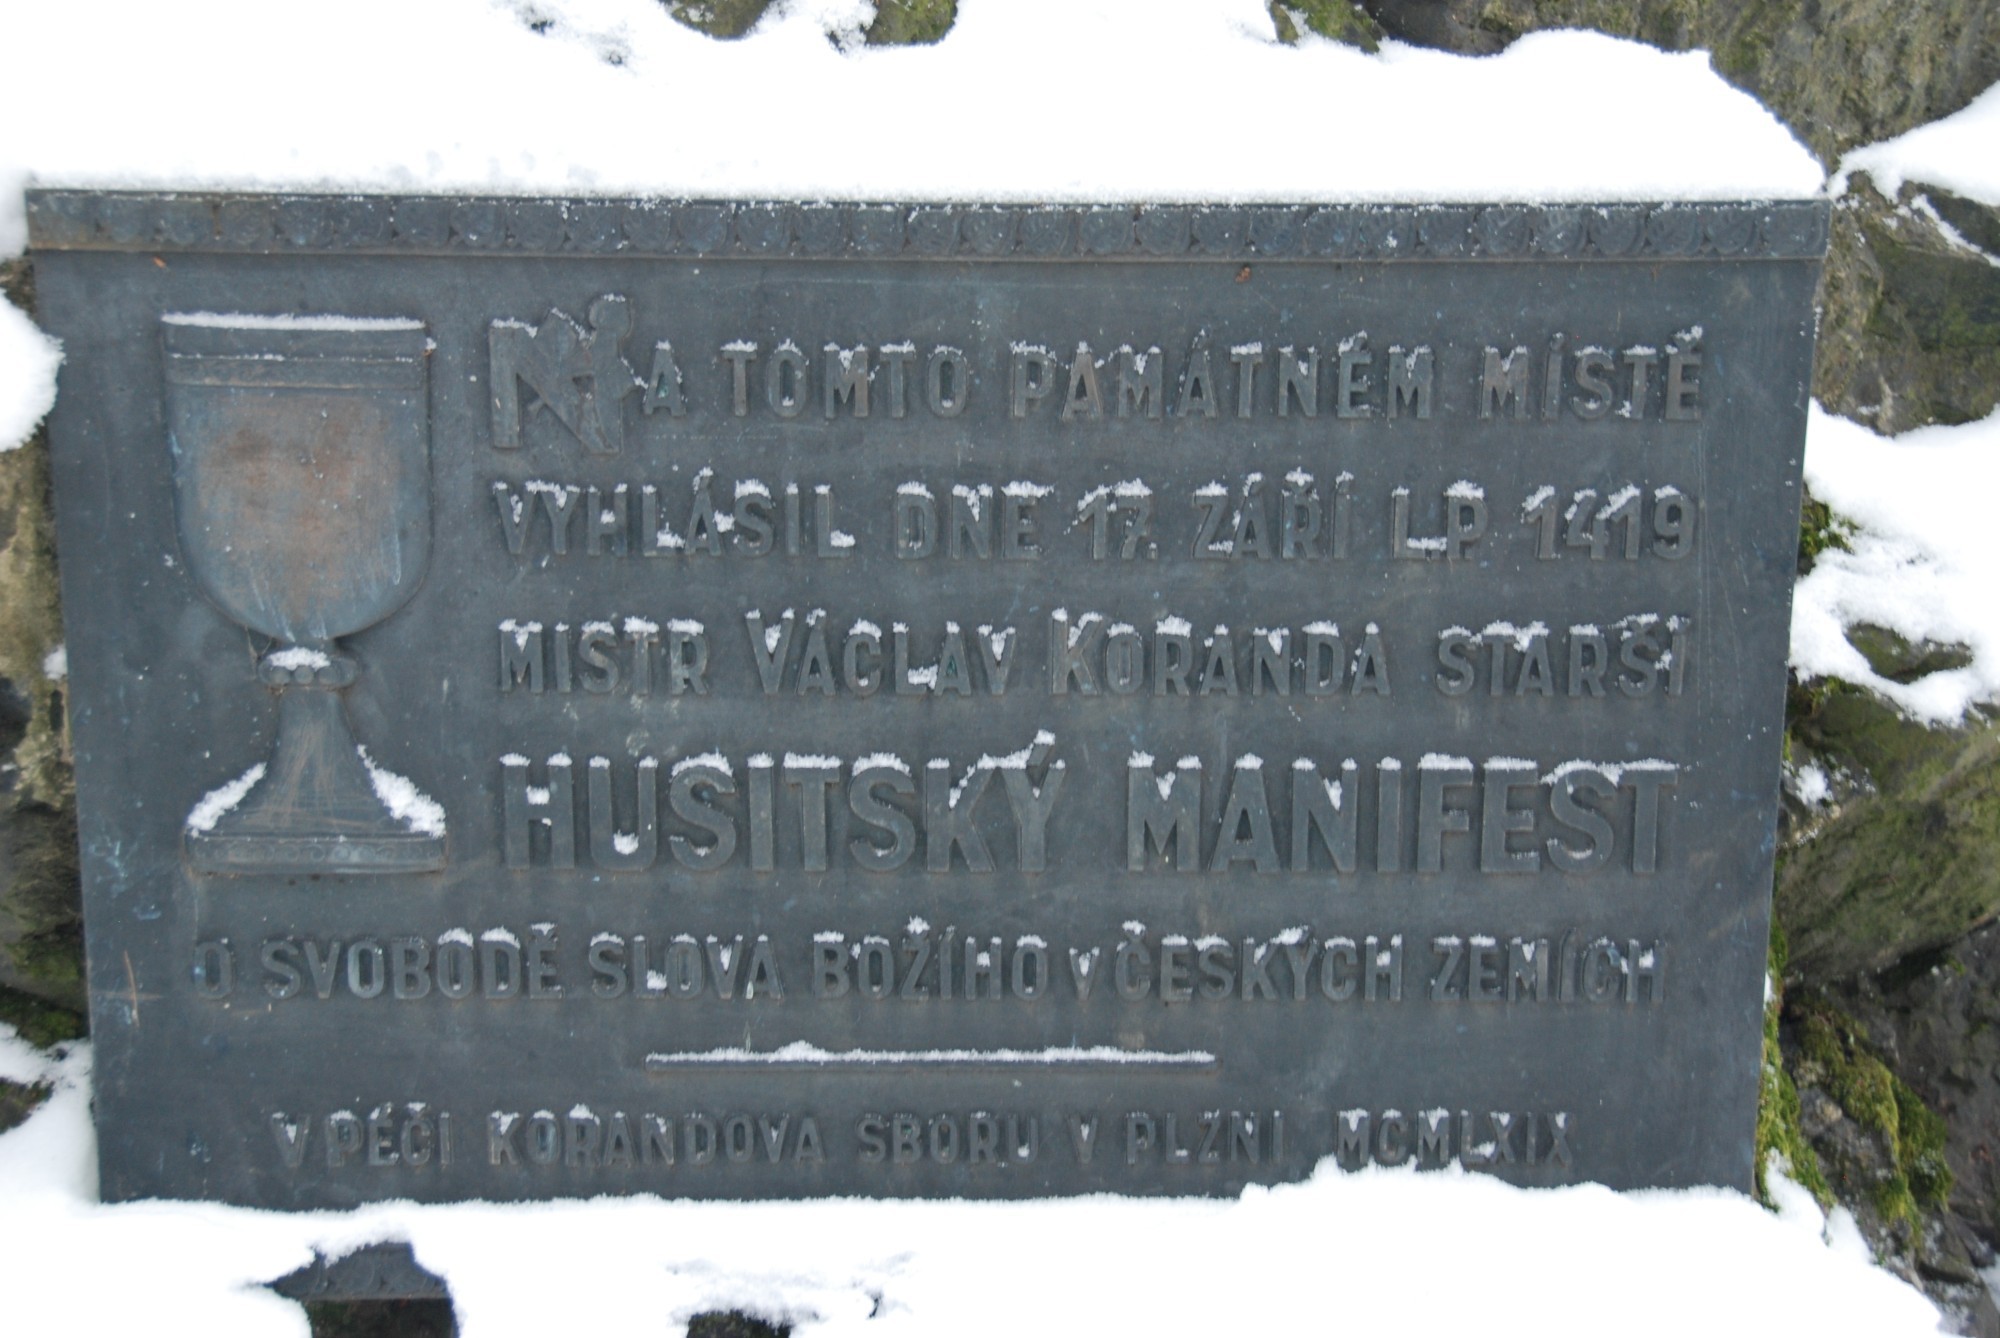 NA TOMTO PAMÁTNÉM MÍSTĚ
VYHLÁSIL DNE 17. ZÁŘÍ LP 1419
MISTR VÁCLAV KORANDA STARŠÍ
HUSITSKÝ MANIFEST
O SVOBODĚ SLOVA BOŽÍHO V ČESKÝCH ZEMÍCH
V PÉČI KORANDOVA SBORU V PLZNI MCMLXIX